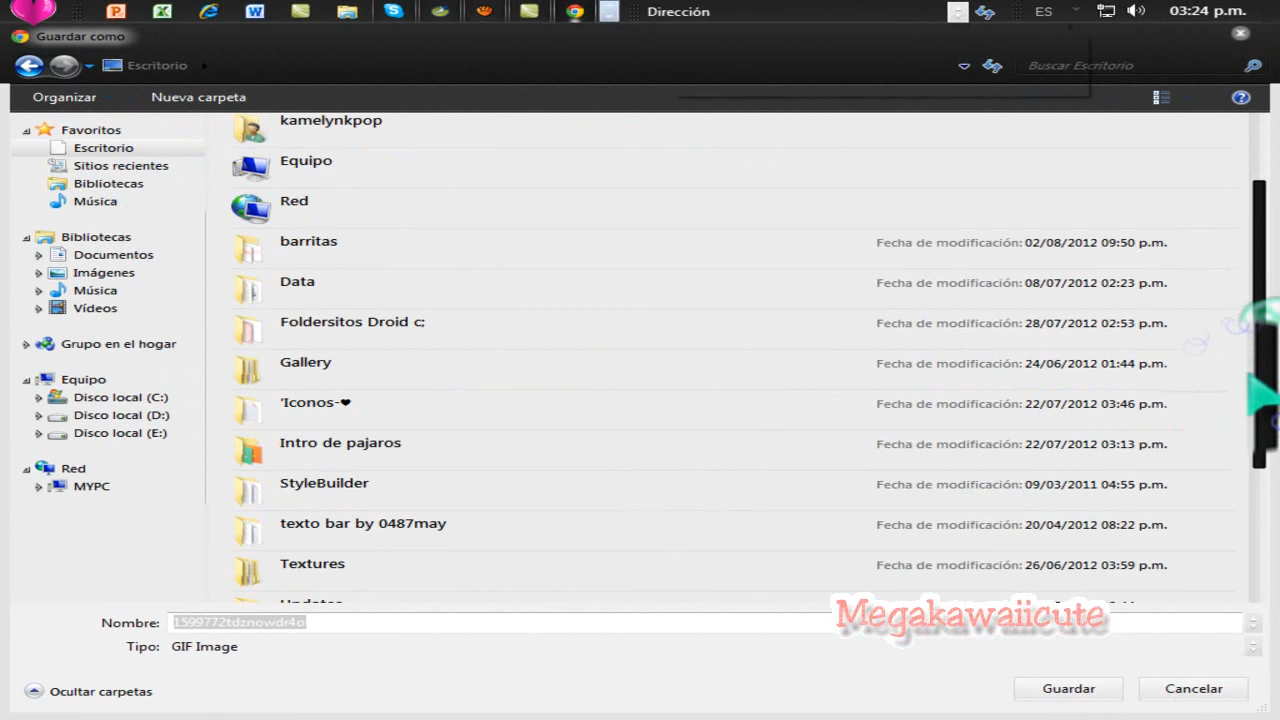 Dirección
ES
03:24 p.m.
Guardar como
Escritorio
Buscar Escritorio
Organizar
Nueva carpeta
Favoritos
Escritorio
Sitios recientes
Bibliotecas
Música
Bibliotecas
Documentos
Imágenes
Música
Vídeos
Grupo en el hogar
Equipo
Disco local (C:)
Disco local (D:)
Disco local (E:)
Red
MYPC
kamelynkpop
Equipo
Red
barritas Fecha de modificación: 02/08/2012 09:50 p.m.
Data Fecha de modificación: 08/07/2012 02:23 p.m.
Foldersitos Droid c; Fecha de modificación: 28/07/2012 02:53 p.m.
Gallery Fecha de modificación: 24/06/2012 01:44 p.m.
'Iconos-❤ Fecha de modificación: 22/07/2012 03:46 p.m.
Intro de pajaros Fecha de modificación: 22/07/2012 03:13 p.m.
StyleBuilder Fecha de modificación: 09/03/2011 04:55 p.m.
texto bar by 0487may Fecha de modificación: 20/04/2012 08:22 p.m.
Textures Fecha de modificación: 26/06/2012 03:59 p.m.
Megakawaiicute
Nombre: 1599772tdznowdr4o
Tipo: GIF Image
Ocultar carpetas
Guardar
Cancelar